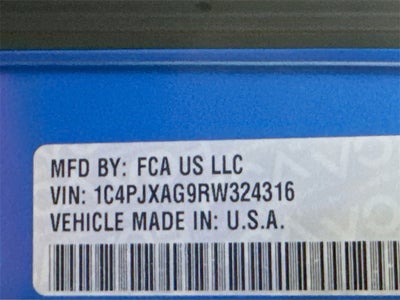 MFD BY: FCA US LLC
VIN: 1C4PJXAG9RW324316
VEHICLE MADE IN: U.S.A.